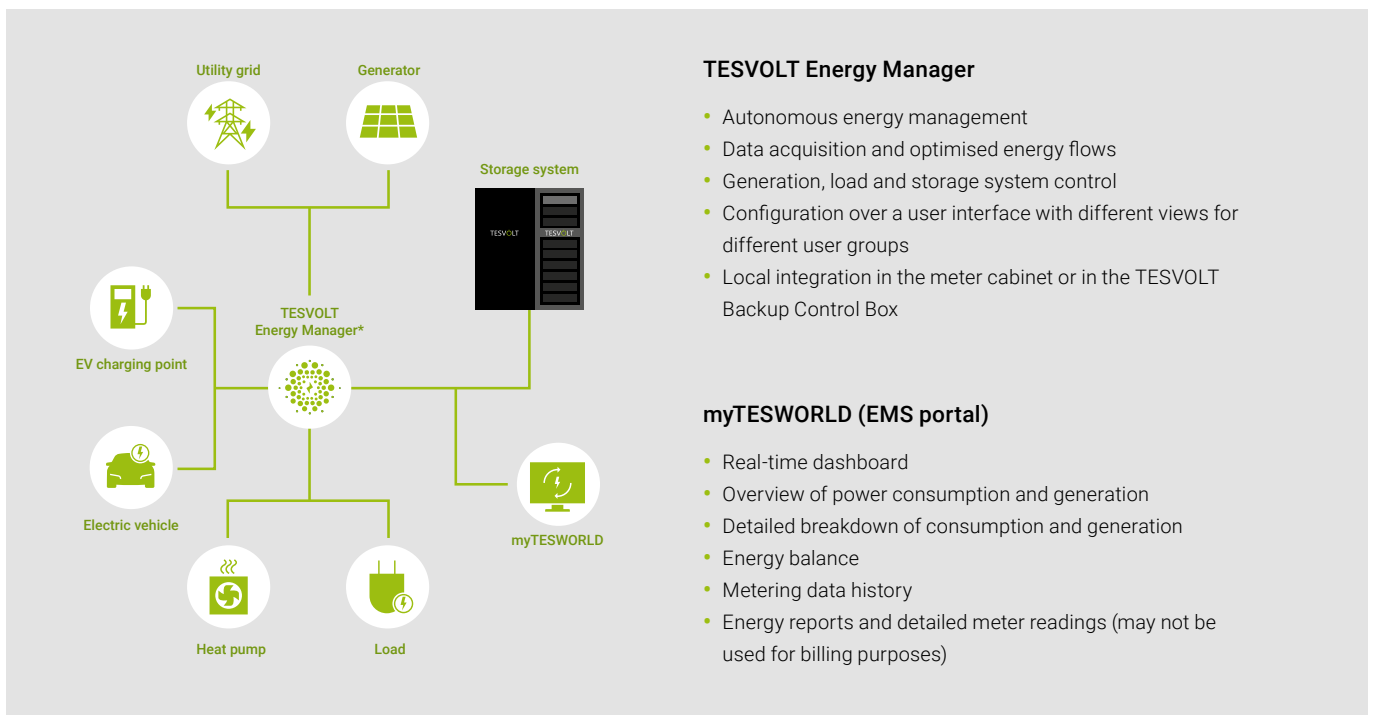 Utility grid
Generator
Storage system
TESVOLT
TESVOLT
EV charging point
TESVOLT
Energy Manager*
Electric vehicle
myTESWORLD
Heat pump
Load
TESVOLT Energy Manager
• Autonomous energy management
• Data acquisition and optimised energy flows
• Generation, load and storage system control
• Configuration over a user interface with different views for
different user groups
• Local integration in the meter cabinet or in the TESVOLT
Backup Control Box
myTESWORLD (EMS portal)
• Real-time dashboard
• Overview of power consumption and generation
• Detailed breakdown of consumption and generation
• Energy balance
• Metering data history
• Energy reports and detailed meter readings (may not be
used for billing purposes)